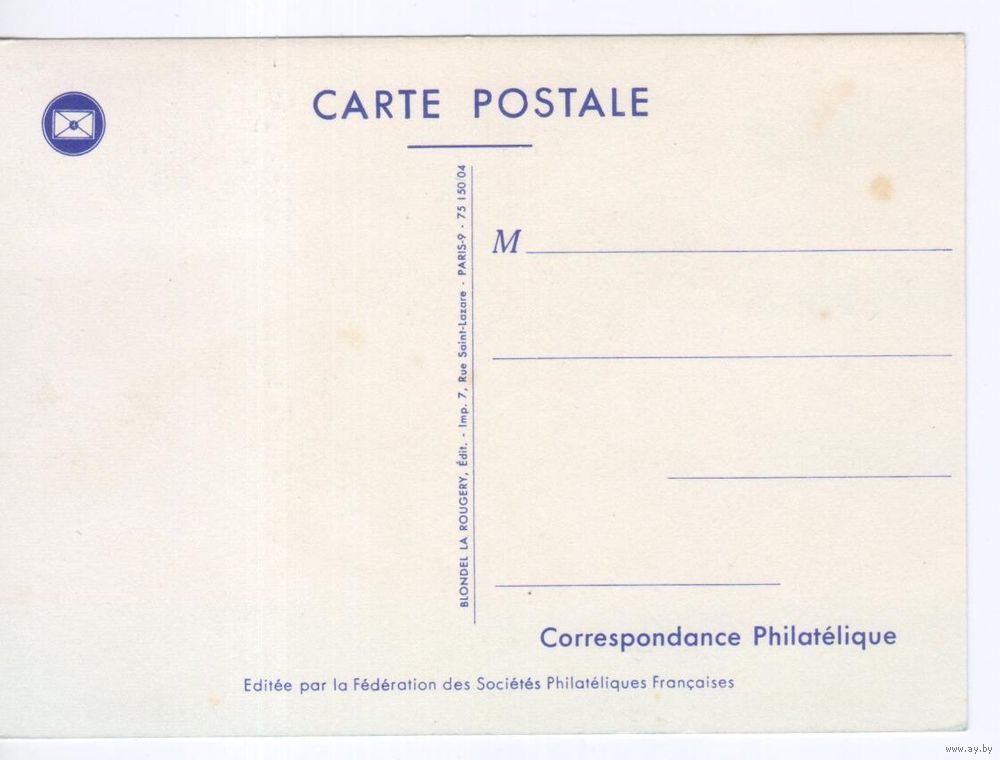 CARTE POSTALE
BLONDEL LA ROUGERY, Édit. - Imp. 7, Rue Saint-Lazare - PARIS-9 - 75 150 04
M
Correspondance Philatélique
Editée par la Fédération des Sociétés Philatéliques Françaises
www.ay.by